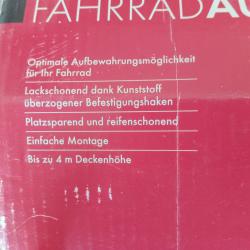 FAHRRADAU
Optimale Aufbewahrungsmöglichkeit
für Ihr Fahrrad
Lackschonend dank Kunststoff
überzogener Befestigungshaken
Platzsparend und reifenschonend
Einfache Montage
Bis zu 4 m Deckenhöhe